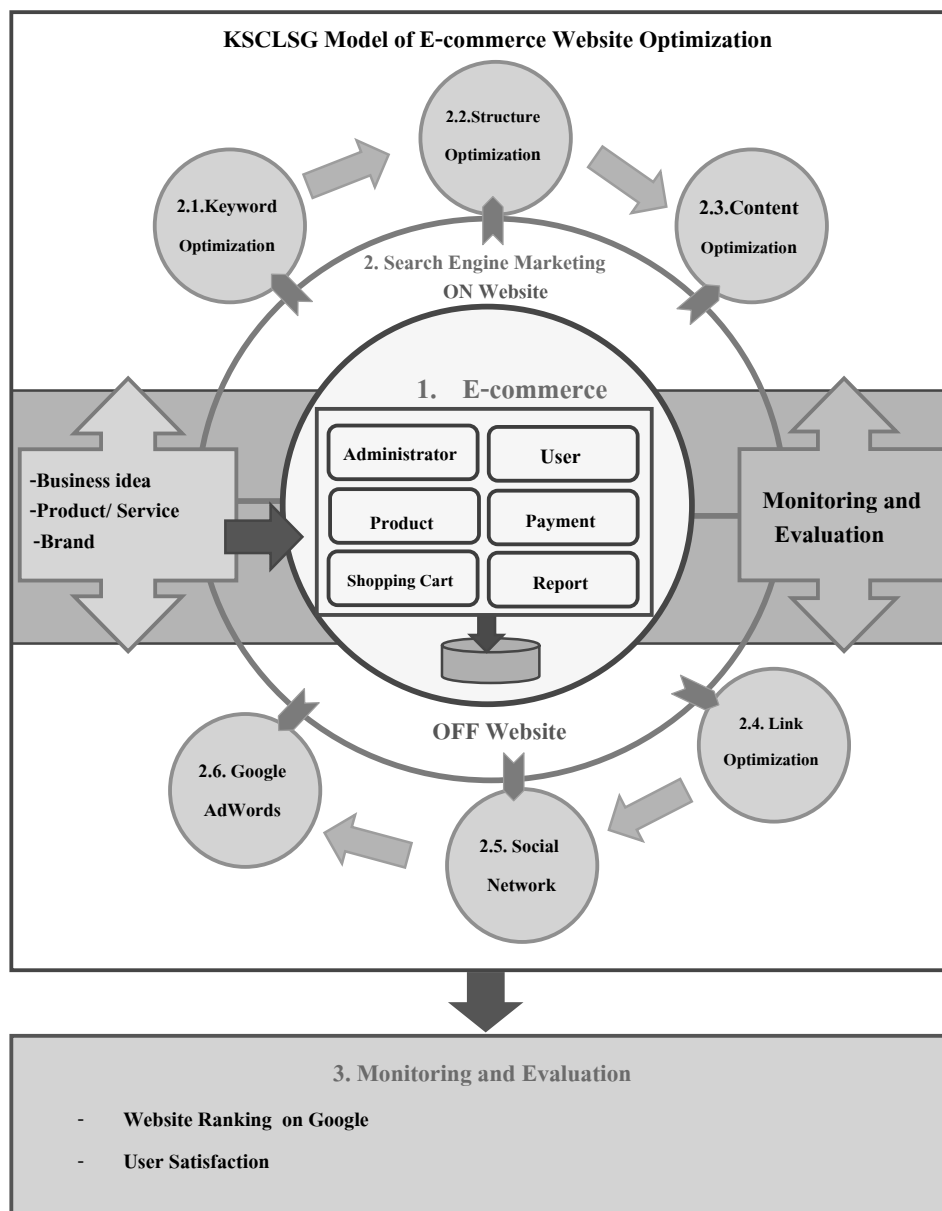 KSCLSG Model of E-commerce Website Optimization
2.2.Structure
Optimization
2.1.Keyword
Optimization
2.3.Content
Optimization
2. Search Engine Marketing
ON Website
1. E-commerce
Administrator
User
Product
Payment
Shopping Cart
Report
-Business idea
-Product/ Service
-Brand
Monitoring and
Evaluation
OFF Website
2.4. Link
Optimization
2.6. Google
AdWords
2.5. Social
Network
3. Monitoring and Evaluation
- Website Ranking on Google
- User Satisfaction